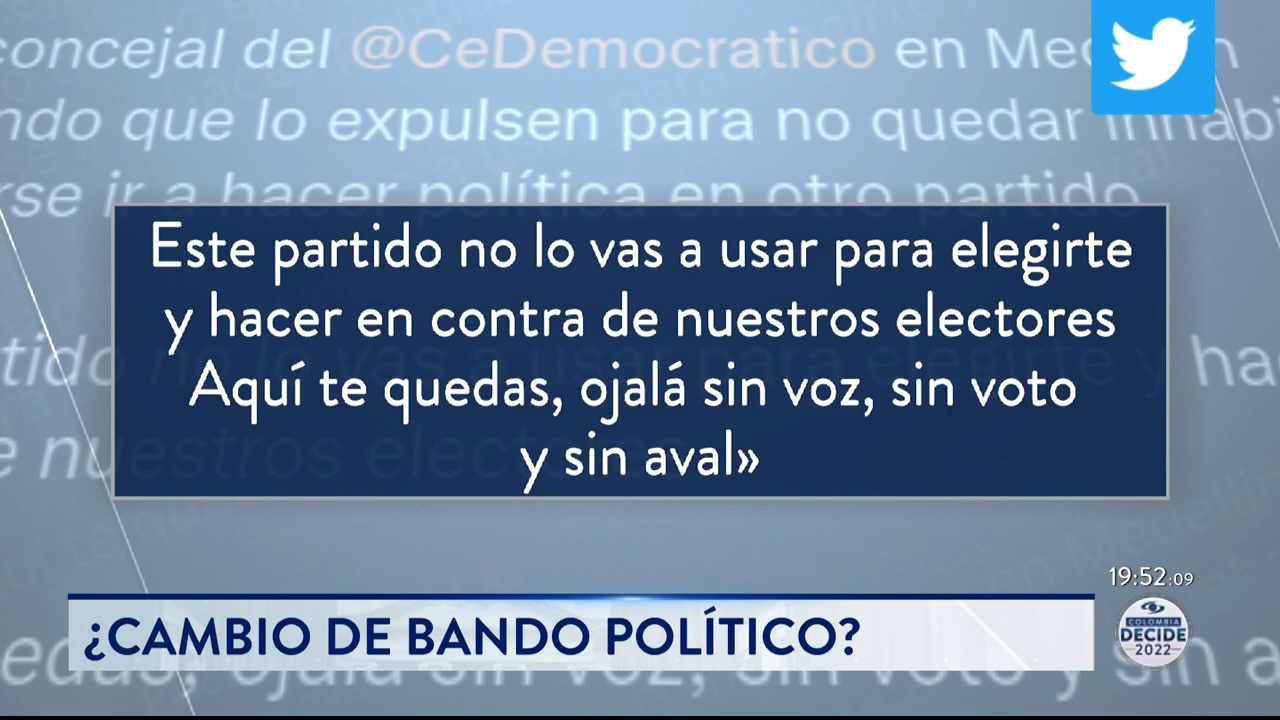 concejal del @CeDemocratico en Me
ndo que lo expulsen para no quedar inhabi
rse ir a hacer política en otro partido
Este partido no lo vas a usar para elegirte
y hacer en contra de nuestros electores
Aquí te quedas, ojalá sin voz, sin voto
y sin aval»
¿CAMBIO DE BANDO POLÍTICO?
19:52:09
COLOMBIA
DECIDE
2022